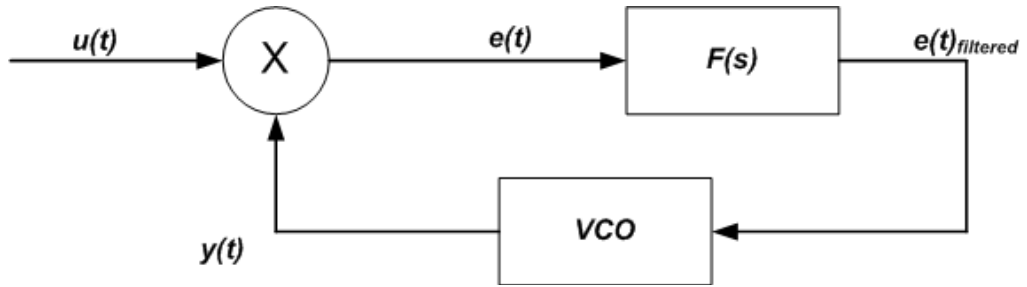 u(t)
X
e(t)
F(s)
e(t)filtered
y(t)
VCO